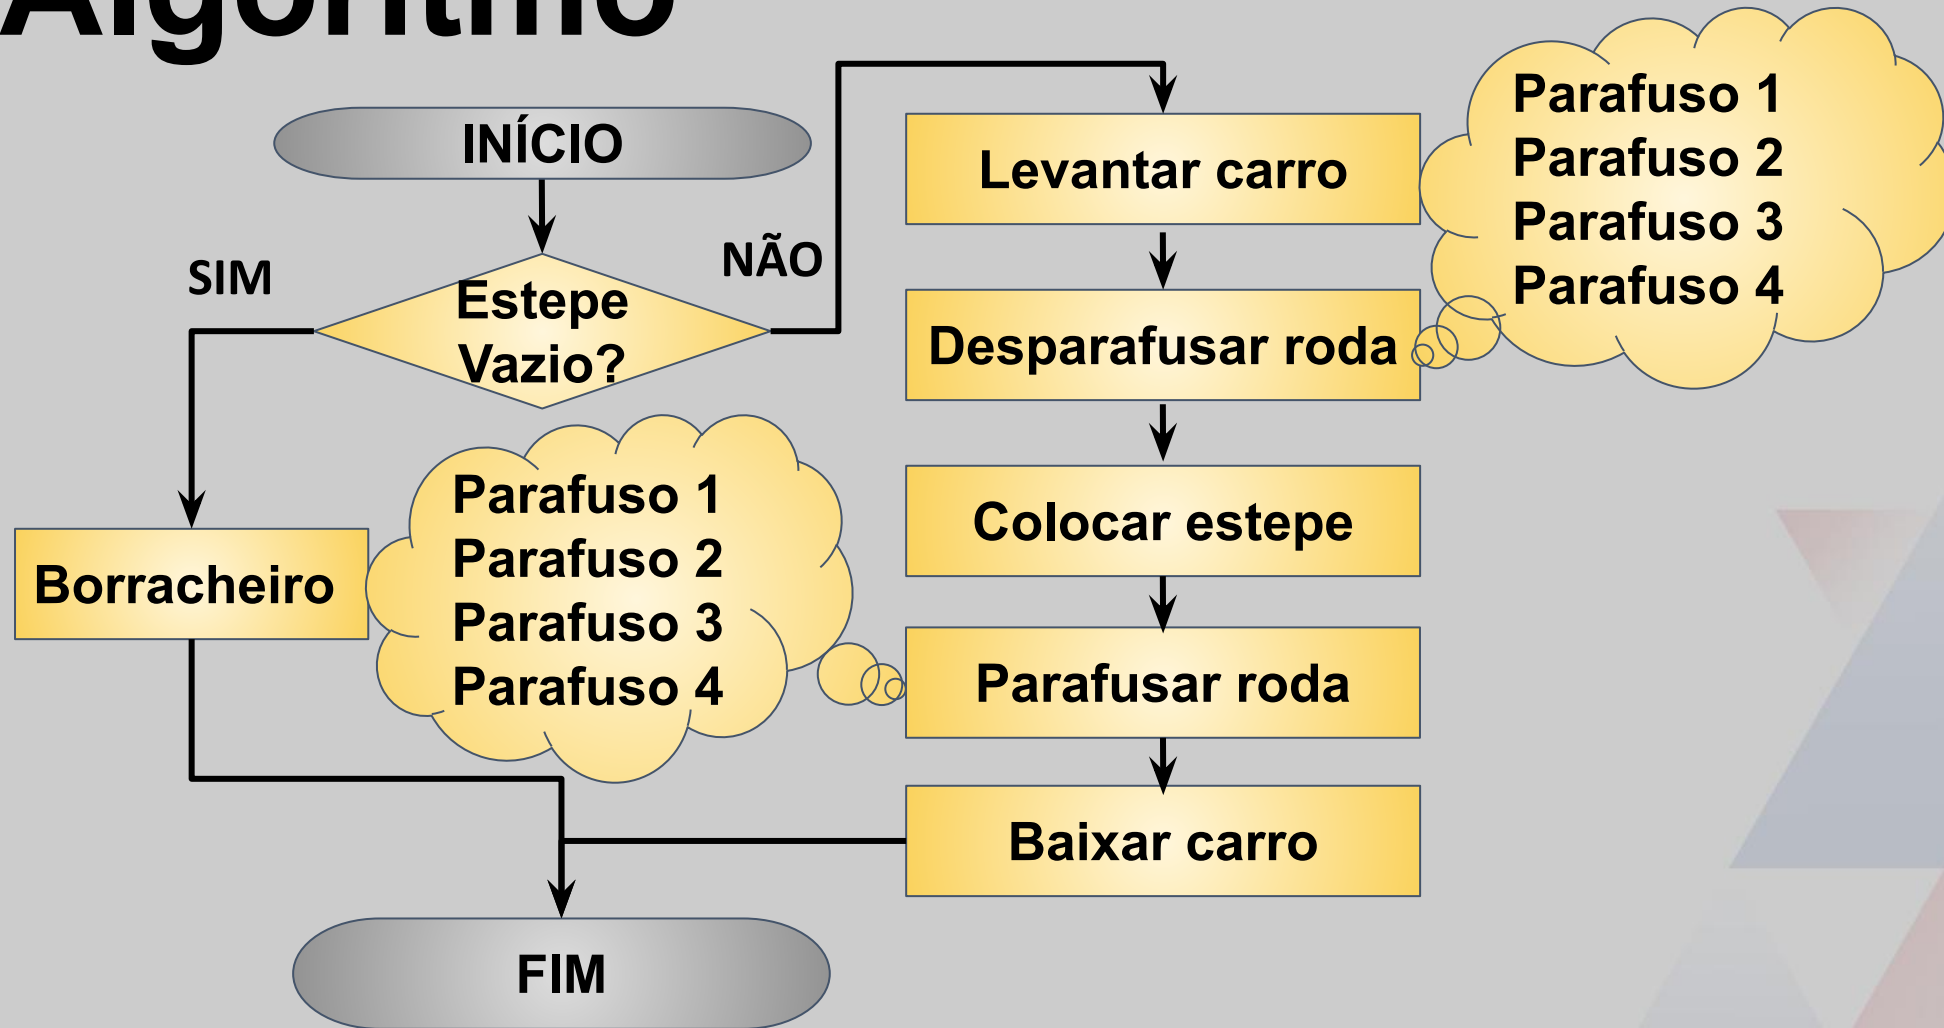 Algoritmo
INÍCIO
SIM
NÃO
Estepe
Vazio?
Borracheiro
Levantar carro
Parafuso 1
Parafuso 2
Parafuso 3
Parafuso 4
Desparafusar roda
Colocar estepe
Parafusar roda
Parafuso 1
Parafuso 2
Parafuso 3
Parafuso 4
Baixar carro
FIM